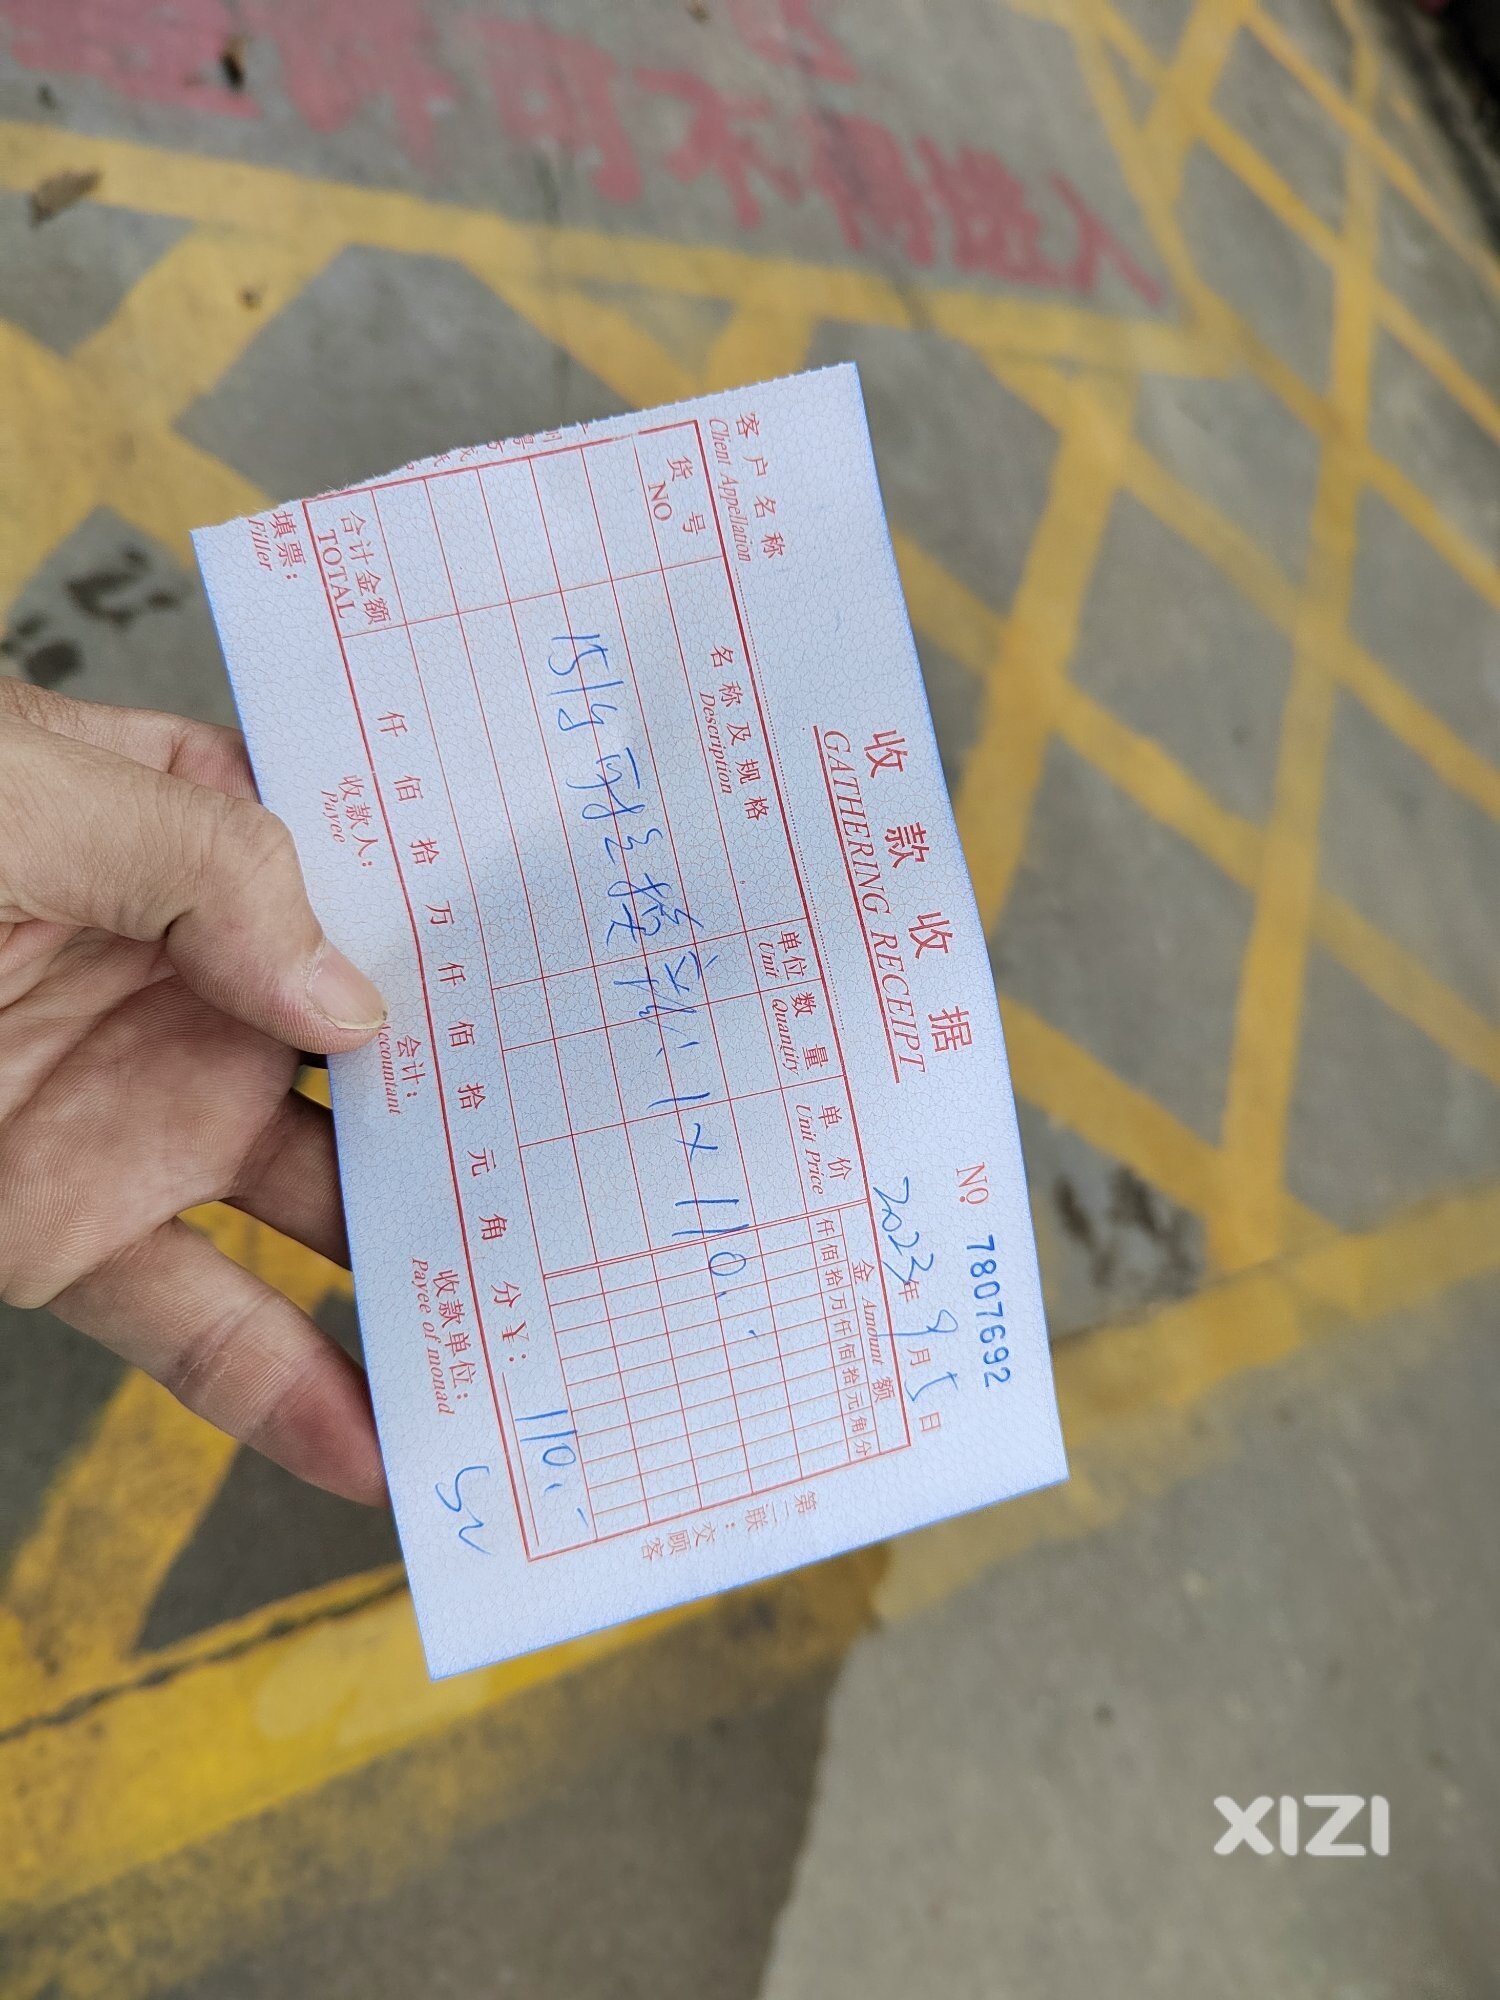 收款收据
GATHERING RECEIPT
№ 7807692
2023年9月5日
客户名称
Client Appellation
货号
NO
名称及规格
Description
单位
Unit
数量
Quantity
单价
Unit Price
金额
Amount
仟佰拾万仟佰拾元角分
1×110.-
合计金额
TOTAL
仟 佰 拾 万 仟 佰 拾 元 角 分 ¥: 110.-
填票:
Filler
收款人:
Payee
会计:
Accountant
收款单位:
Payee of monad
第二联:交顾客
不得进入
XIZI